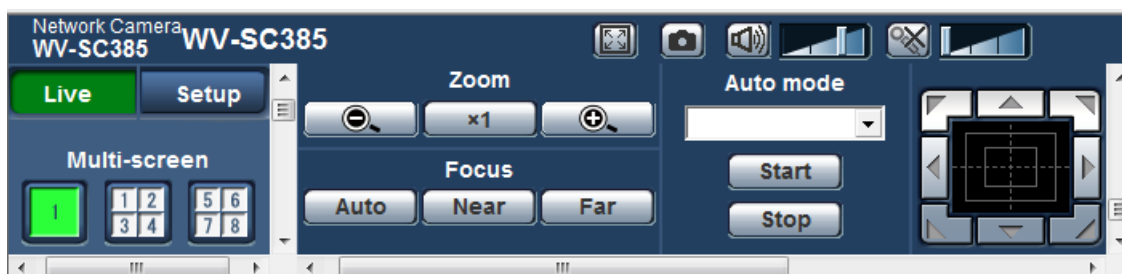 Network Camera
WV-SC385
WV-SC385
Live
Setup
Multi-screen
1
1 2
3 4
5 6
7 8
Zoom
×1
Focus
Auto
Near
Far
Auto mode
Start
Stop